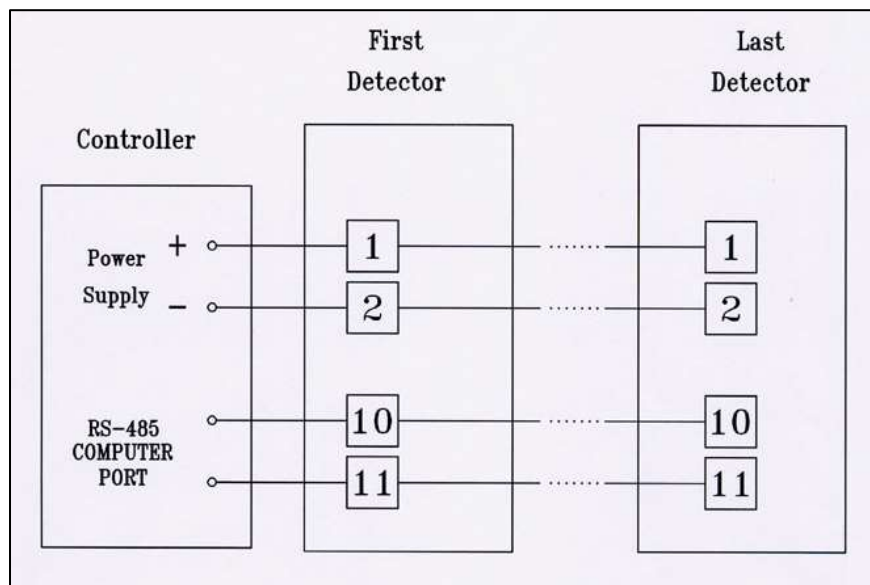 First
Detector
Last
Detector
Controller
Power
Supply
+
−
1
2
1
2
RS-485
COMPUTER
PORT
10
11
10
11